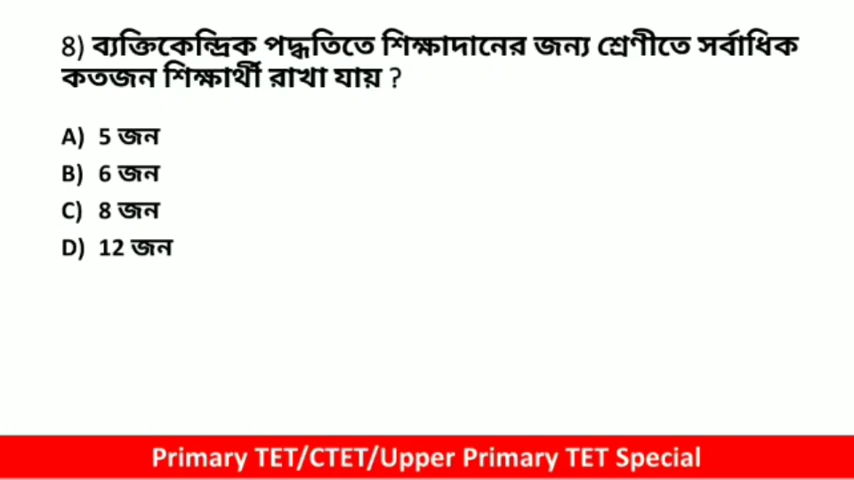 8) ব্যক্তিকেন্দ্রিক পদ্ধতিতে শিক্ষাদানের জন্য শ্রেণীতে সর্বাধিক
কতজন শিক্ষার্থী রাখা যায় ?
A) 5 জন
B) 6 জন
C) 8 জন
D) 12 জন
Primary TET/CTET/Upper Primary TET Special